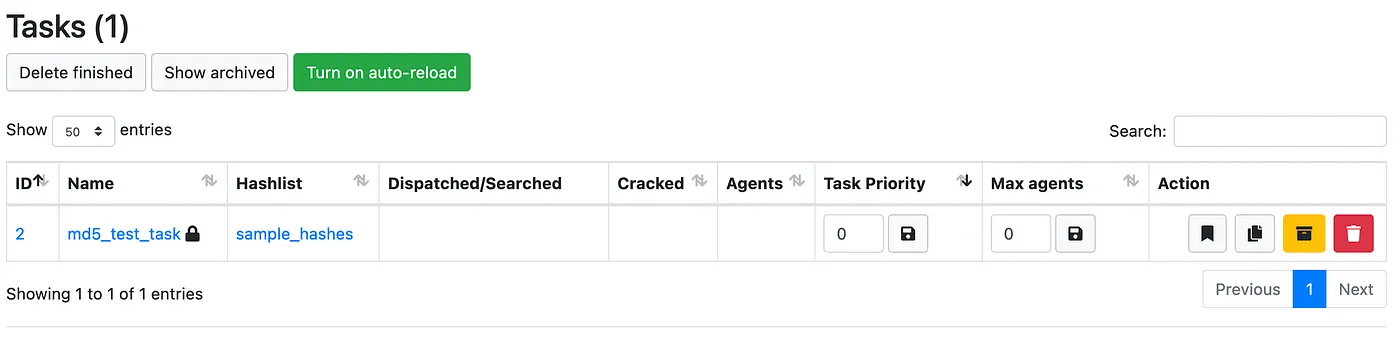 Tasks (1)
Delete finished Show archived Turn on auto-reload
Show 50 entries Search:
ID Name Hashlist Dispatched/Searched Cracked Agents Task Priority Max agents Action
2 md5_test_task sample_hashes 0 0
Showing 1 to 1 of 1 entries Previous 1 Next